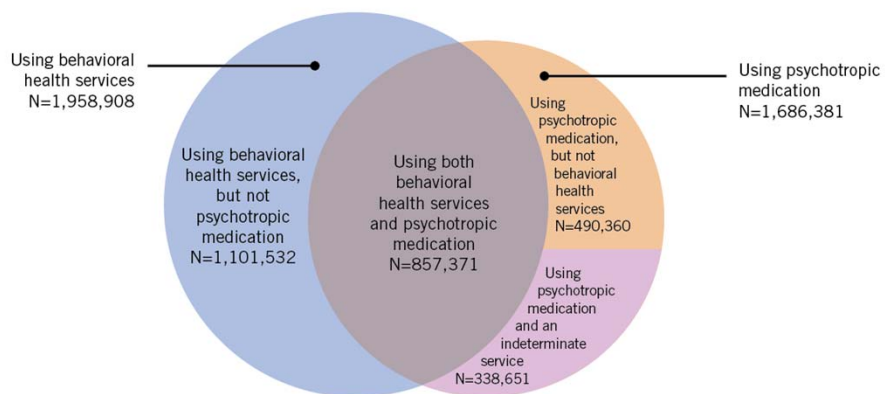 Using behavioral
health services
N=1,958,908
Using psychotropic
medication
N=1,686,381
Using behavioral
health services,
but not
psychotropic
medication
N=1,101,532
Using both
behavioral
health services
and psychotropic
medication
N=857,371
Using
psychotropic
medication,
but not
behavioral
health
services
N=490,360
Using
psychotropic
medication
and an
indeterminate
service
N=338,651